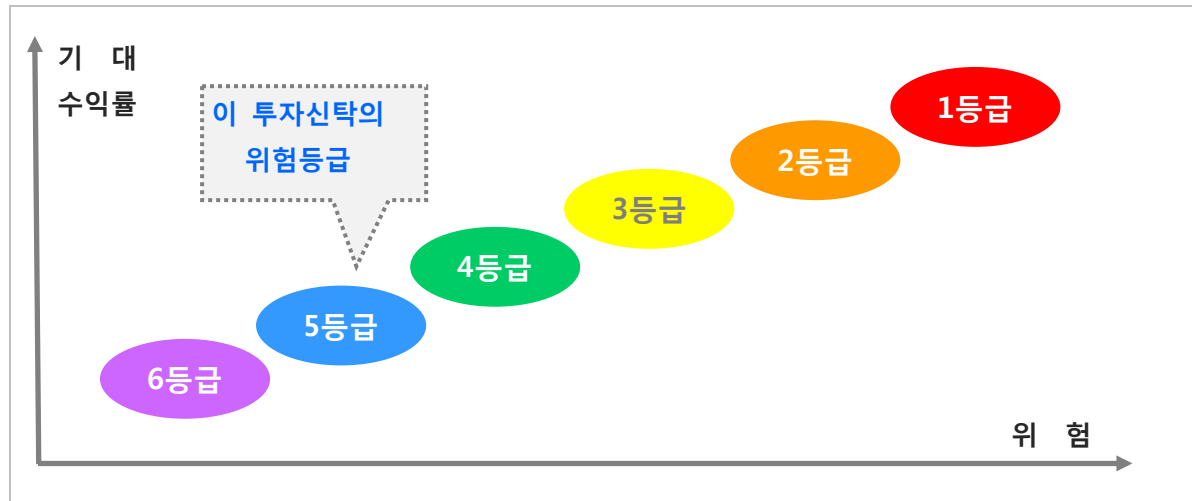 기 대
수익률
이 투자신탁의
위험등급
1등급
2등급
3등급
4등급
5등급
6등급
위 험